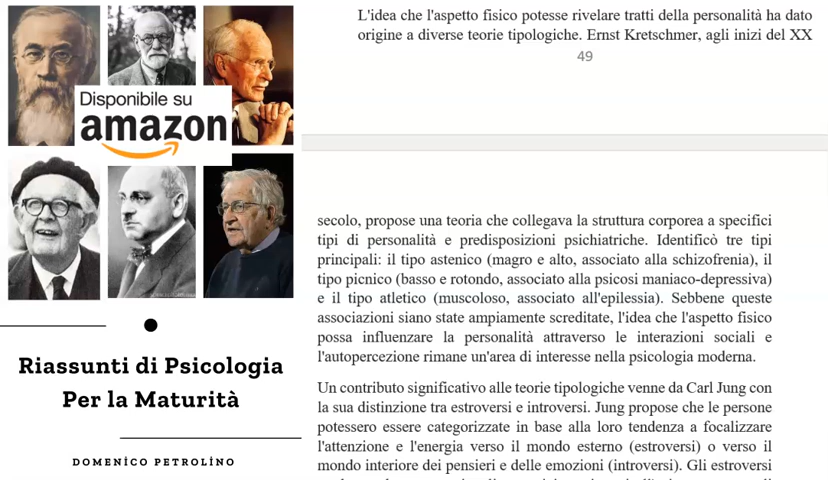 Disponibile su
amazon
Riassunti di Psicologia
Per la Maturità
DOMENİCO PETROLİNO
L'idea che l'aspetto fisico potesse rivelare tratti della personalità ha dato
origine a diverse teorie tipologiche. Ernst Kretschmer, agli inizi del XX
49
secolo, propose una teoria che collegava la struttura corporea a specifici
tipi di personalità e predisposizioni psichiatriche. Identificò tre tipi
principali: il tipo astenico (magro e alto, associato alla schizofrenia), il
tipo picnico (basso e rotondo, associato alla psicosi maniaco-depressiva)
e il tipo atletico (muscoloso, associato all'epilessia). Sebbene queste
associazioni siano state ampiamente screditate, l'idea che l'aspetto fisico
possa influenzare la personalità attraverso le interazioni sociali e
l'autopercezione rimane un'area di interesse nella psicologia moderna.
Un contributo significativo alle teorie tipologiche venne da Carl Jung con
la sua distinzione tra estroversi e introversi. Jung propose che le persone
potessero essere categorizzate in base alla loro tendenza a focalizzare
l'attenzione e l'energia verso il mondo esterno (estroversi) o verso il
mondo interiore dei pensieri e delle emozioni (introversi). Gli estroversi